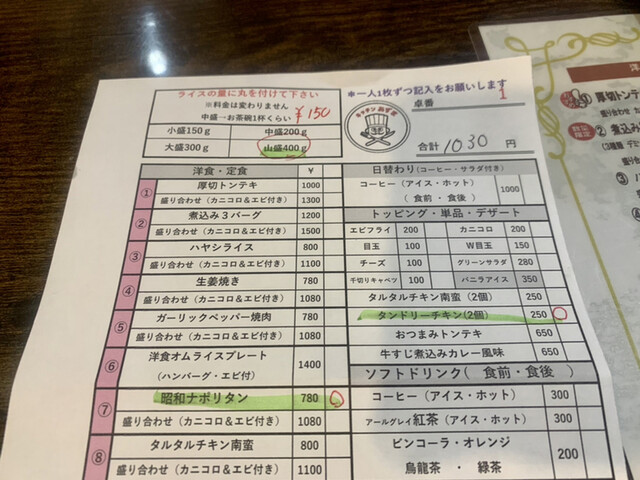 ライスの量に丸を付けて下さい
※料金は変わりません
中盛→お茶碗1杯くらい ¥150
小盛150g 中盛200g
大盛300g 山盛400g
＊一人1枚ずつ記入をお願いします
卓番 1
合計 1030 円
洋食・定食 ¥
① 厚切トンテキ 1000
盛り合わせ（カニコロ＆エビ付き） 1300
② 煮込み３バーグ 1200
盛り合わせ（カニコロ＆エビ付き） 1500
③ ハヤシライス 800
盛り合わせ（カニコロ＆エビ付き） 1100
④ 生姜焼き 780
盛り合わせ（カニコロ＆エビ付き） 1080
⑤ ガーリックペッパー焼肉 780
盛り合わせ（カニコロ＆エビ付き） 1080
⑥ 洋食オムライスプレート 1400
（ハンバーグ・エビ付）
⑦ 昭和ナポリタン 780
盛り合わせ（カニコロ＆エビ付き） 1080
⑧ タルタルチキン南蛮 800
盛り合わせ（カニコロ＆エビ付き） 1100
日替わり（コーヒー・サラダ付き）
コーヒー（アイス・ホット） 1000
（ 食前 ・ 食後 ）
トッピング・単品・デザート
エビフライ 200 カニコロ 200
目玉 100 W目玉 150
チーズ 100 グリーンサラダ 280
千切りキャベツ 100 バニラアイス 350
タルタルチキン南蛮（2個） 250
タンドリーチキン(2個) 250
おつまみトンテキ 650
牛すじ煮込みカレー風味 650
ソフトドリンク( 食前・食後 ）
コーヒー（アイス・ホット） 300
アールグレイ紅茶（アイス・ホット） 300
ビンコーラ・オレンジ 200
烏龍茶 ・ 緑茶
厚切トンテ
② 煮込
③